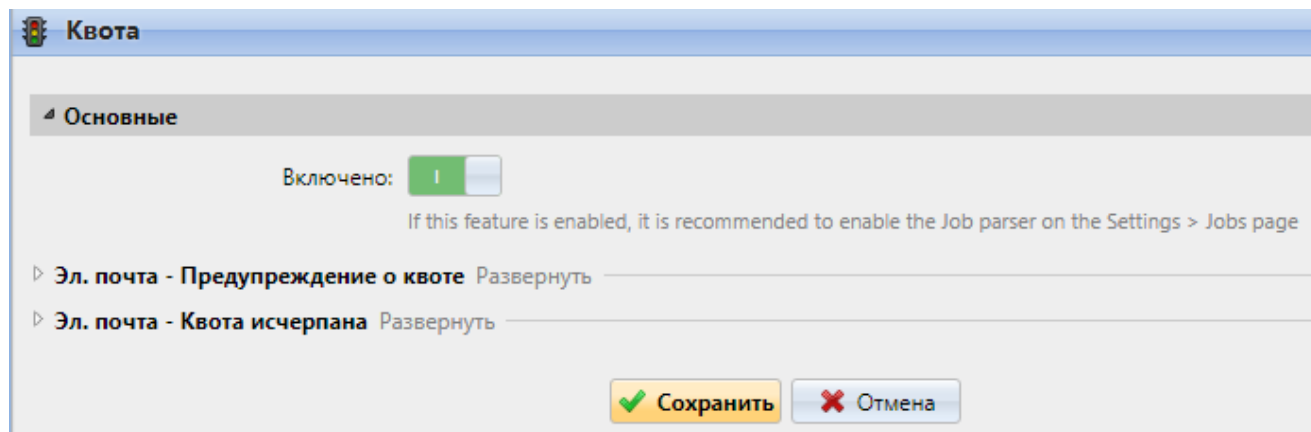 Квота
Основные
Включено: I
If this feature is enabled, it is recommended to enable the Job parser on the Settings > Jobs page
Эл. почта - Предупреждение о квоте Развернуть
Эл. почта - Квота исчерпана Развернуть
Сохранить Отмена